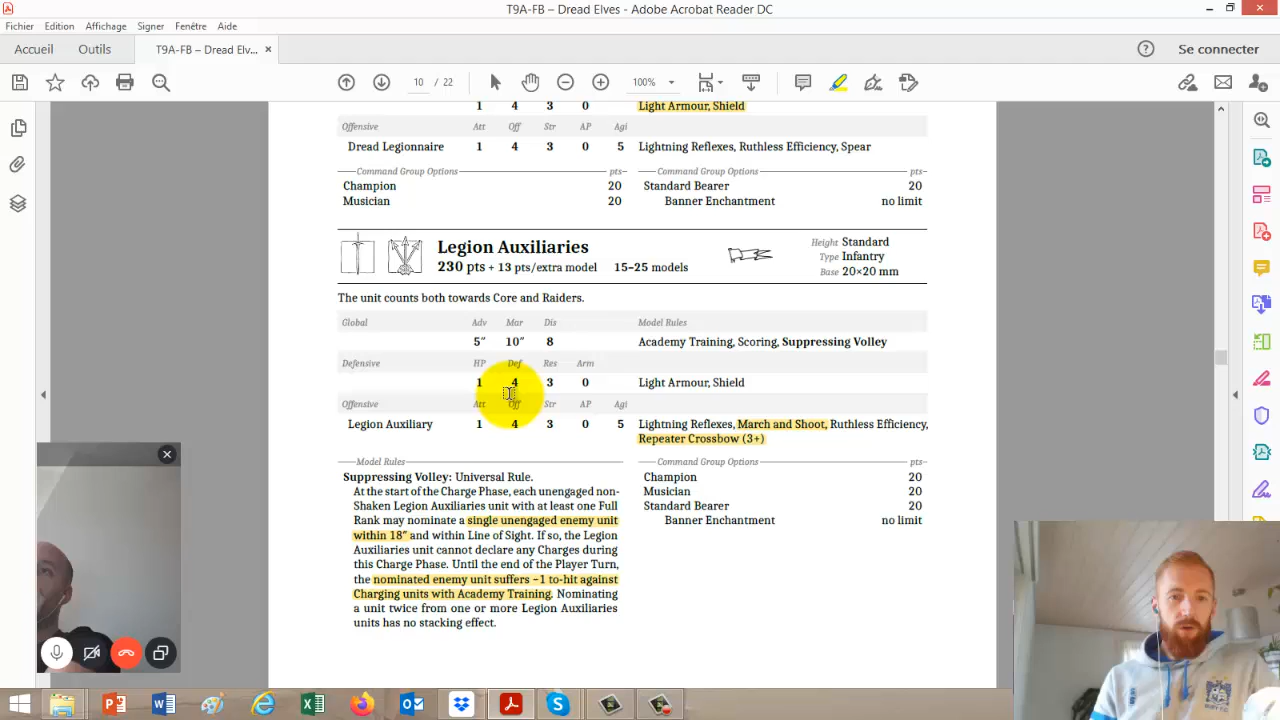 T9A-FB – Dread Elves - Adobe Acrobat Reader DC
Fichier Edition Affichage Signer Fenêtre Aide
Accueil Outils T9A-FB – Dread Elv... × Se connecter
10 / 22 100%
1 4 3 0 Light Armour, Shield
Offensive Att Off Str AP Agi
Dread Legionnaire 1 4 3 0 5 Lightning Reflexes, Ruthless Efficiency, Spear
Command Group Options pts Command Group Options pts
Champion 20 Standard Bearer 20
Musician 20 Banner Enchantment no limit
Legion Auxiliaries
230 pts + 13 pts/extra model 15–25 models
Height Standard
Type Infantry
Base 20×20 mm
The unit counts both towards Core and Raiders.
Global Adv Mar Dis Model Rules
5″ 10″ 8 Academy Training, Scoring, Suppressing Volley
Defensive HP Def Res Arm
1 4 3 0 Light Armour, Shield
Offensive Att Off Str AP Agi
Legion Auxiliary 1 4 3 0 5 Lightning Reflexes, March and Shoot, Ruthless Efficiency,
Repeater Crossbow (3+)
Model Rules
Suppressing Volley: Universal Rule.
At the start of the Charge Phase, each unengaged non-
Shaken Legion Auxiliaries unit with at least one Full
Rank may nominate a single unengaged enemy unit
within 18″ and within Line of Sight. If so, the Legion
Auxiliaries unit cannot declare any Charges during
this Charge Phase. Until the end of the Player Turn,
the nominated enemy unit suffers −1 to-hit against
Charging units with Academy Training. Nominating
a unit twice from one or more Legion Auxiliaries
units has no stacking effect.
Command Group Options pts
Champion 20
Musician 20
Standard Bearer 20
Banner Enchantment no limit